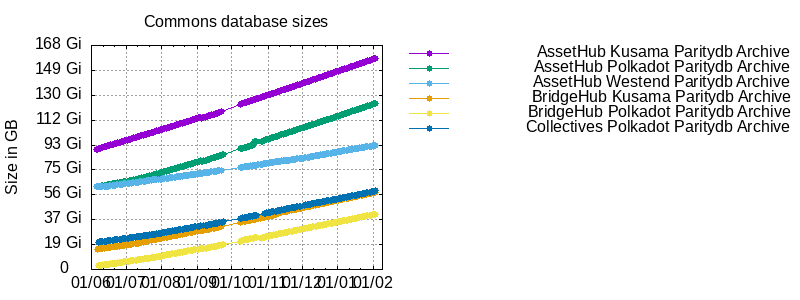 Commons database sizes
168 Gi
149 Gi
130 Gi
112 Gi
93 Gi
75 Gi
56 Gi
37 Gi
19 Gi
0
Size in GB
01/06 01/07 01/08 01/09 01/10 01/11 01/12 01/01 01/02
AssetHub Kusama Paritydb Archive
AssetHub Polkadot Paritydb Archive
AssetHub Westend Paritydb Archive
BridgeHub Kusama Paritydb Archive
BridgeHub Polkadot Paritydb Archive
Collectives Polkadot Paritydb Archive